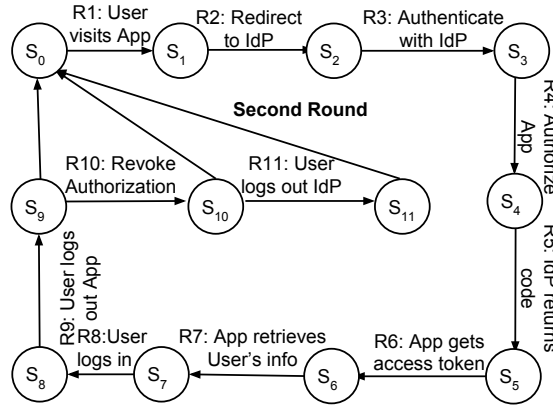 R1: User
visits App
R2: Redirect
to IdP
R3: Authenticate
with IdP
S0
S1
S2
S3
R4: Authorize
App
Second Round
R10: Revoke
Authorization
R11: User
logs out IdP
S9
S10
S11
S4
R5: IdP returns
code
R9: User logs
out App
R8:User
logs in
R7: App retrieves
User's info
R6: App gets
access token
S8
S7
S6
S5